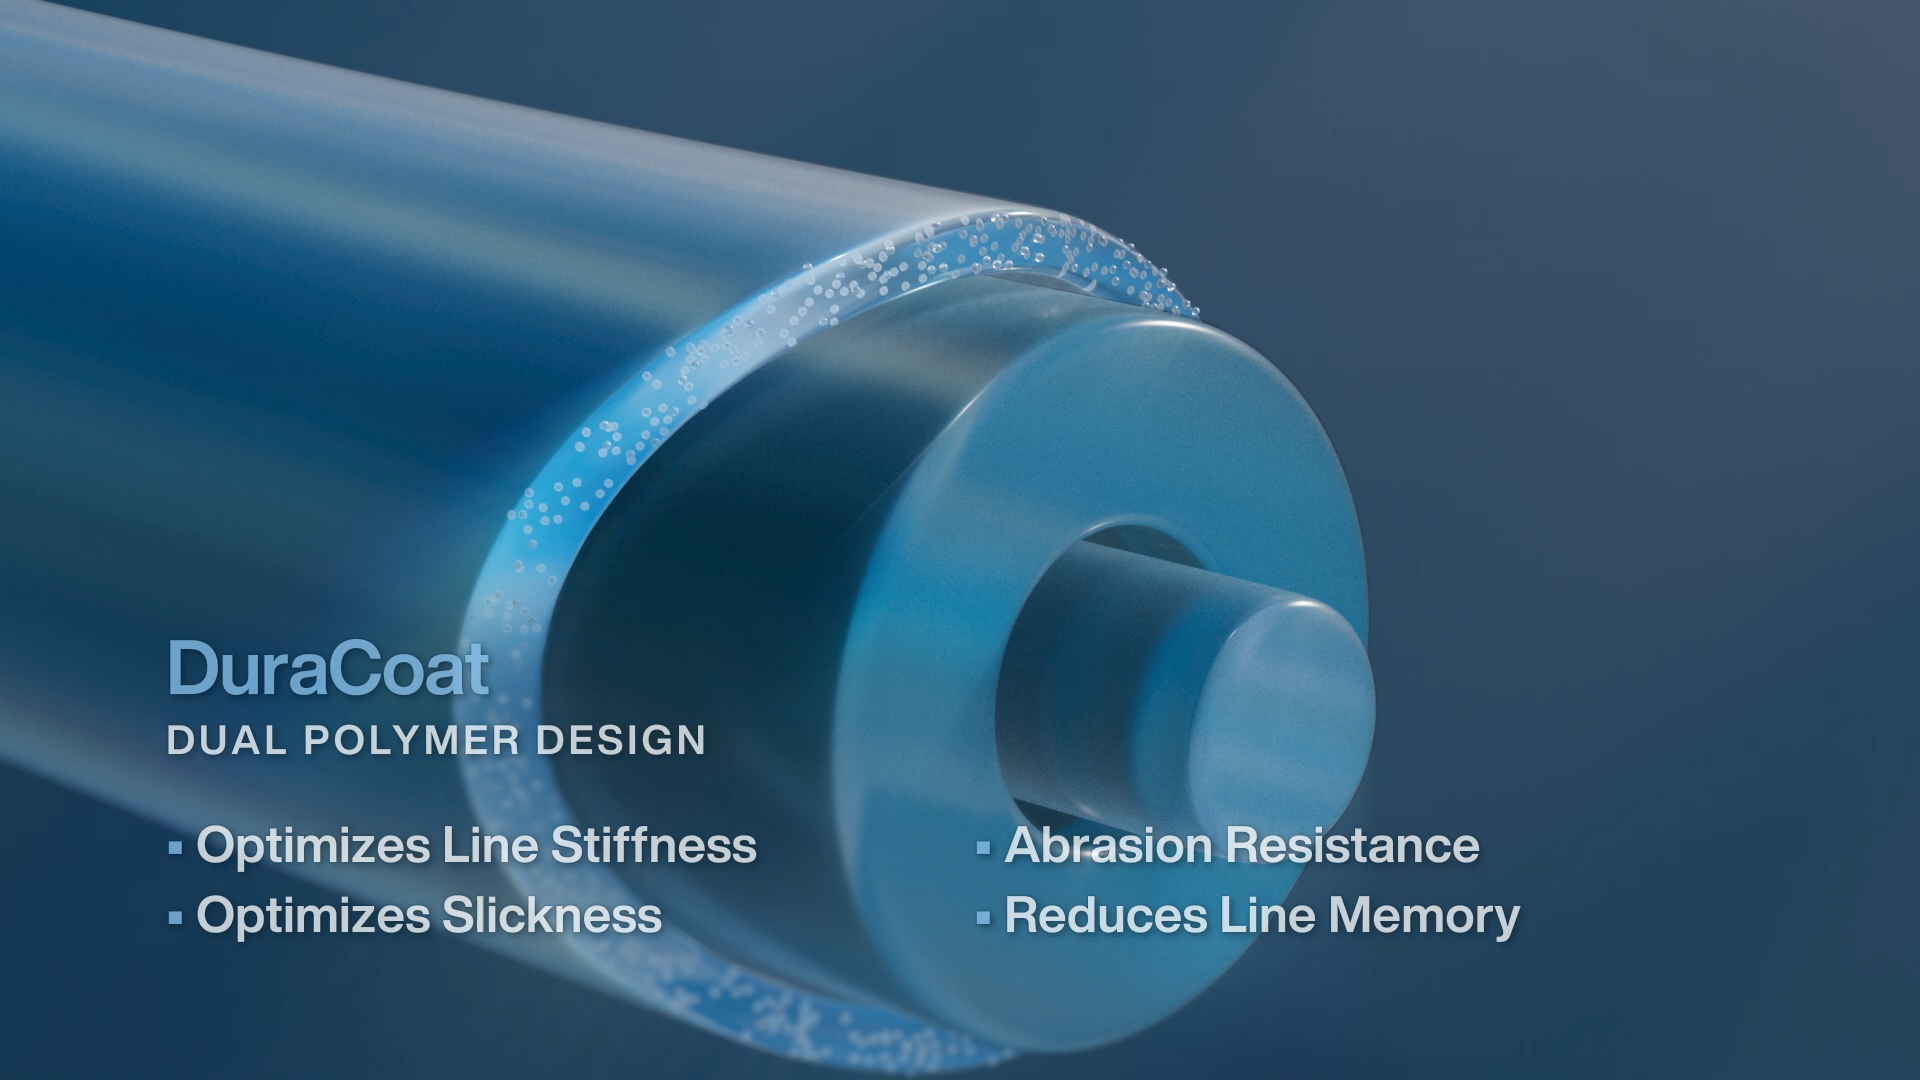 DuraCoat
DUAL POLYMER DESIGN
▪ Optimizes Line Stiffness
▪ Optimizes Slickness
▪ Abrasion Resistance
▪ Reduces Line Memory